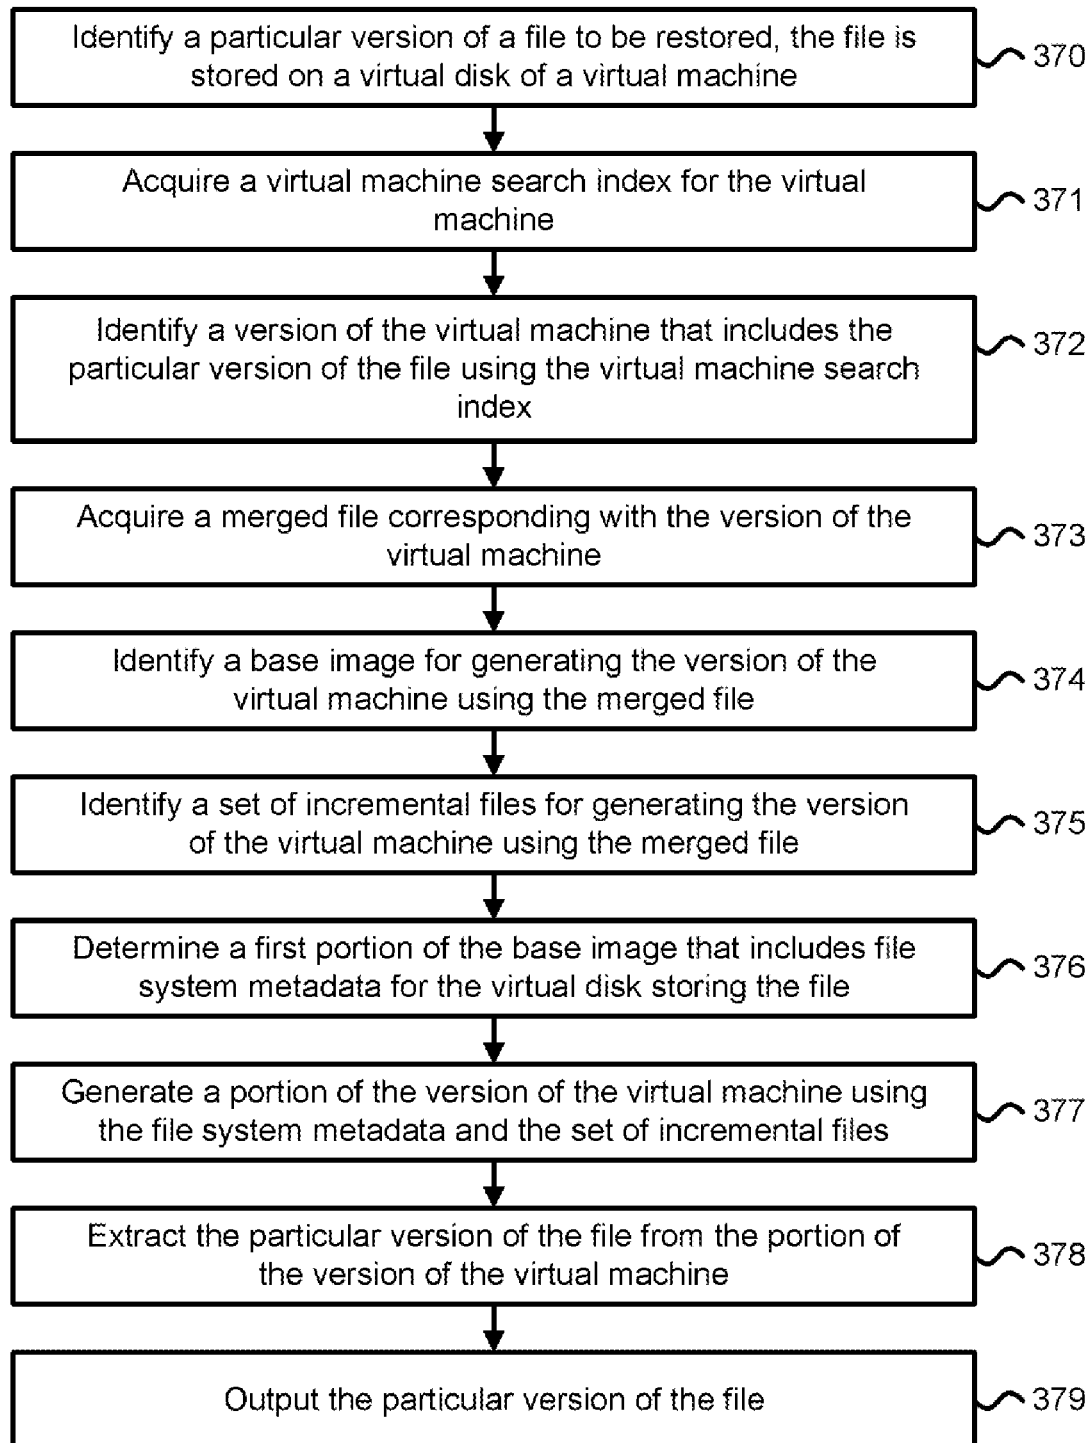 Identify a particular version of a file to be restored, the file is
stored on a virtual disk of a virtual machine
370
Acquire a virtual machine search index for the virtual
machine
371
Identify a version of the virtual machine that includes the
particular version of the file using the virtual machine search
index
372
Acquire a merged file corresponding with the version of the
virtual machine
373
Identify a base image for generating the version of the
virtual machine using the merged file
374
Identify a set of incremental files for generating the version
of the virtual machine using the merged file
375
Determine a first portion of the base image that includes file
system metadata for the virtual disk storing the file
376
Generate a portion of the version of the virtual machine using
the file system metadata and the set of incremental files
377
Extract the particular version of the file from the portion of
the version of the virtual machine
378
Output the particular version of the file
379